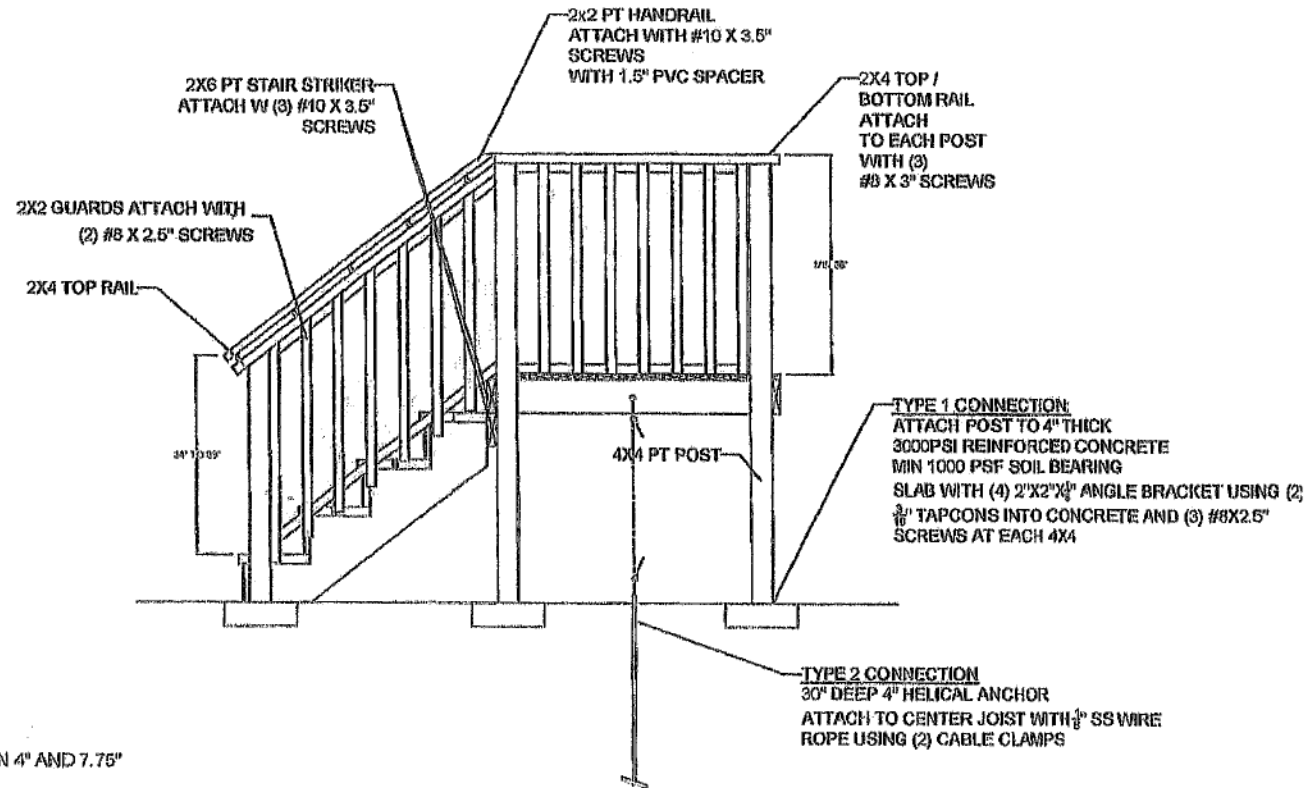 2x2 PT HANDRAIL
ATTACH WITH #10 X 3.5"
SCREWS
WITH 1.5" PVC SPACER
2X6 PT STAIR STRIKER
ATTACH W (3) #10 X 3.5"
SCREWS
2X4 TOP /
BOTTOM RAIL
ATTACH
TO EACH POST
WITH (3)
#8 X 3" SCREWS
2X2 GUARDS ATTACH WITH
(2) #8 X 2.5" SCREWS
2X4 TOP RAIL
4X4 PT POST
TYPE 1 CONNECTION
ATTACH POST TO 4" THICK
3000PSI REINFORCED CONCRETE
MIN 1000 PSF SOIL BEARING
SLAB WITH (4) 2"X2"X ANGLE BRACKET USING (2)
TAPCONS INTO CONCRETE AND (3) #8X2.5"
SCREWS AT EACH 4X4
TYPE 2 CONNECTION
30" DEEP 4" HELICAL ANCHOR
ATTACH TO CENTER JOIST WITH SS WIRE
ROPE USING (2) CABLE CLAMPS
N 4" AND 7.75"